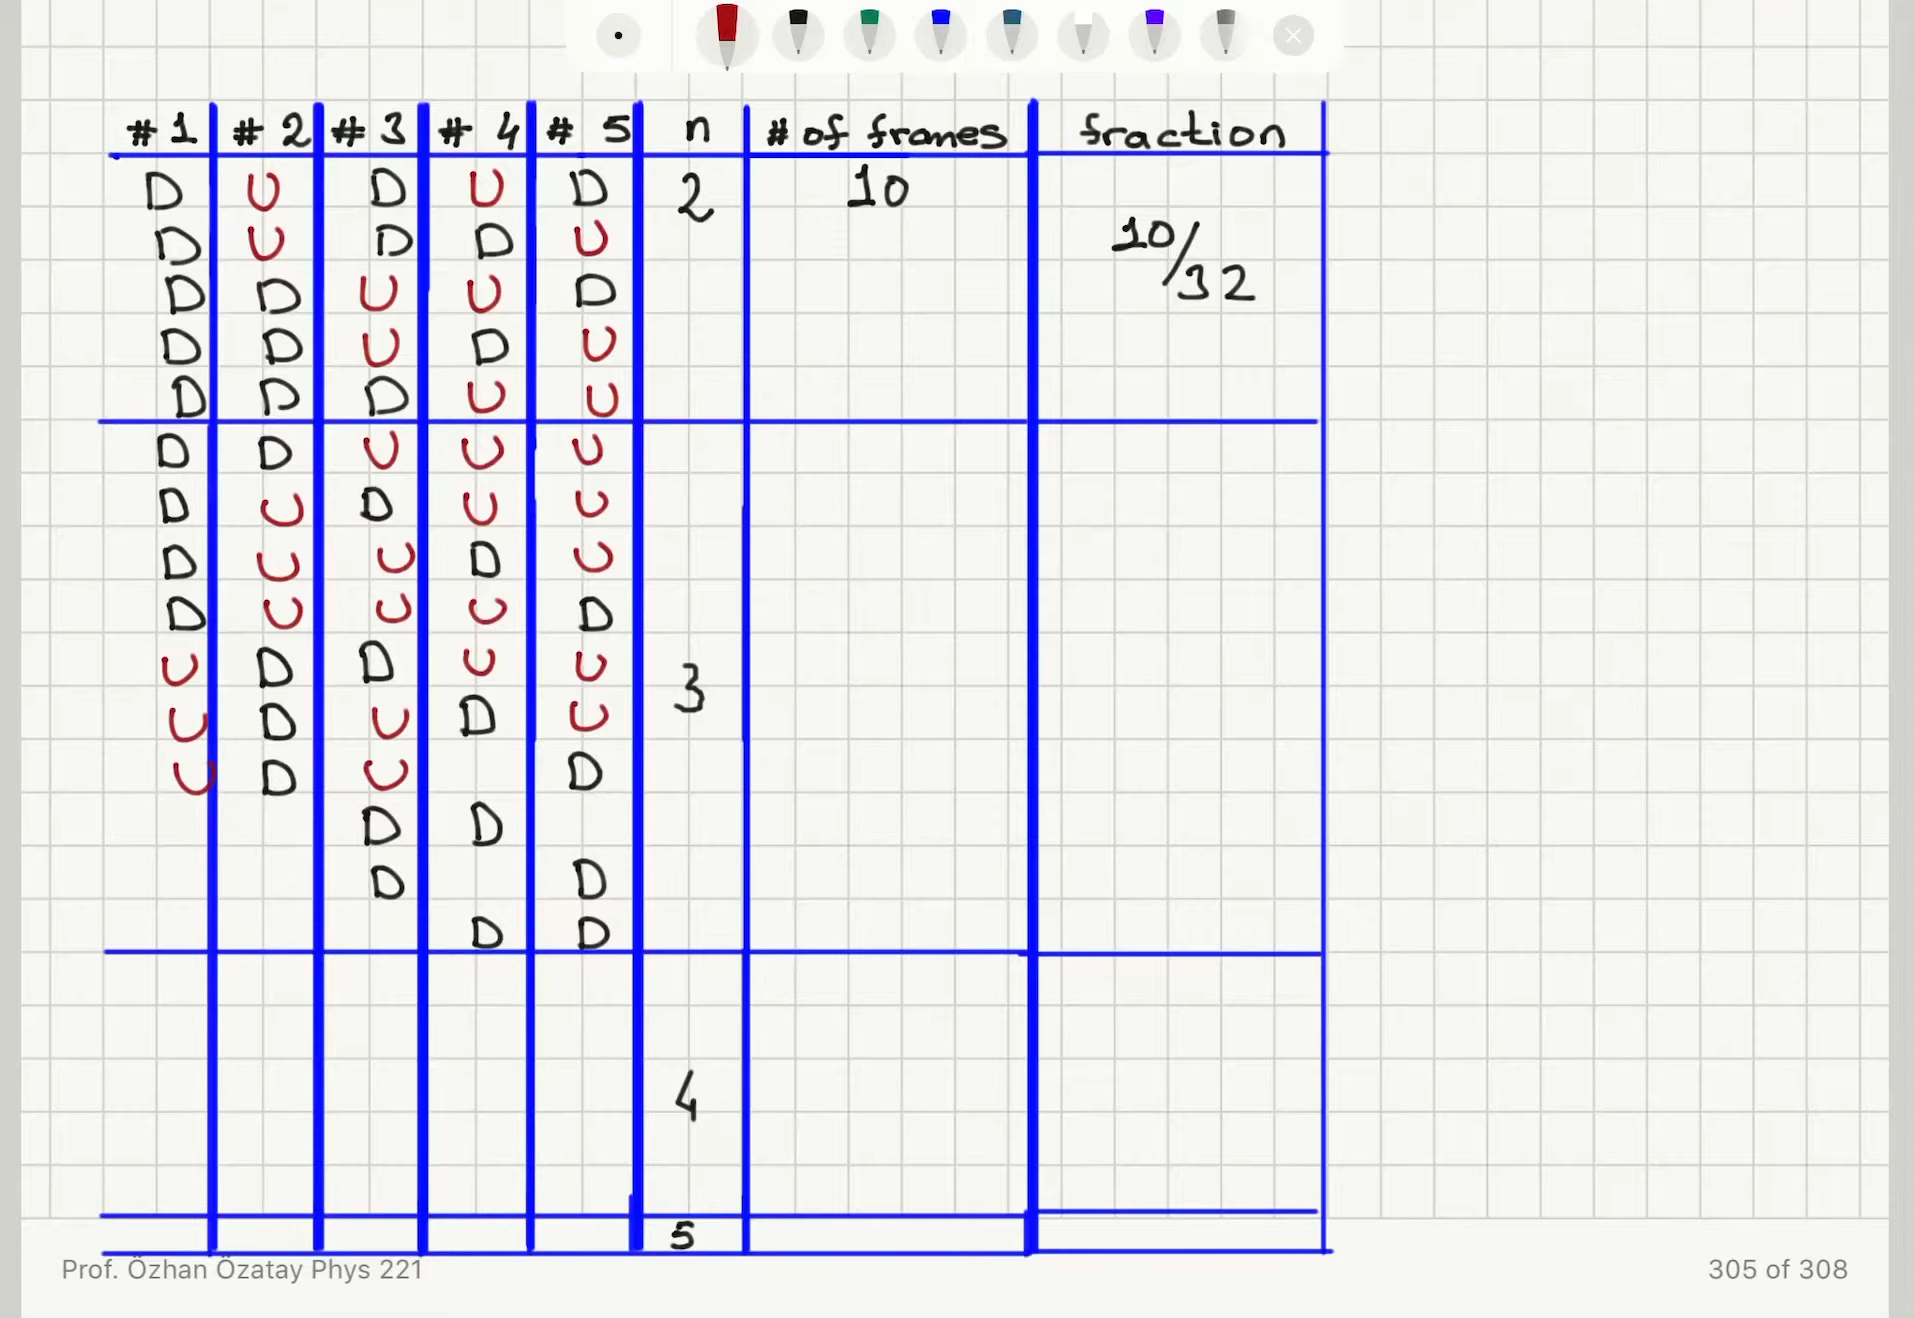 # 1 # 2 # 3 # 4 # 5 n # of frames fraction
D U D U D 2 10
D U D D U 10/32
D D U U D
D D U D U
D D D U U
D D U U U
D U D U U
D U U D U
D U U U D
U D D U U 3
U D U D U
U D U D
D D
D D
D D
4
5
Prof. Özhan Özatay Phys 221 305 of 308